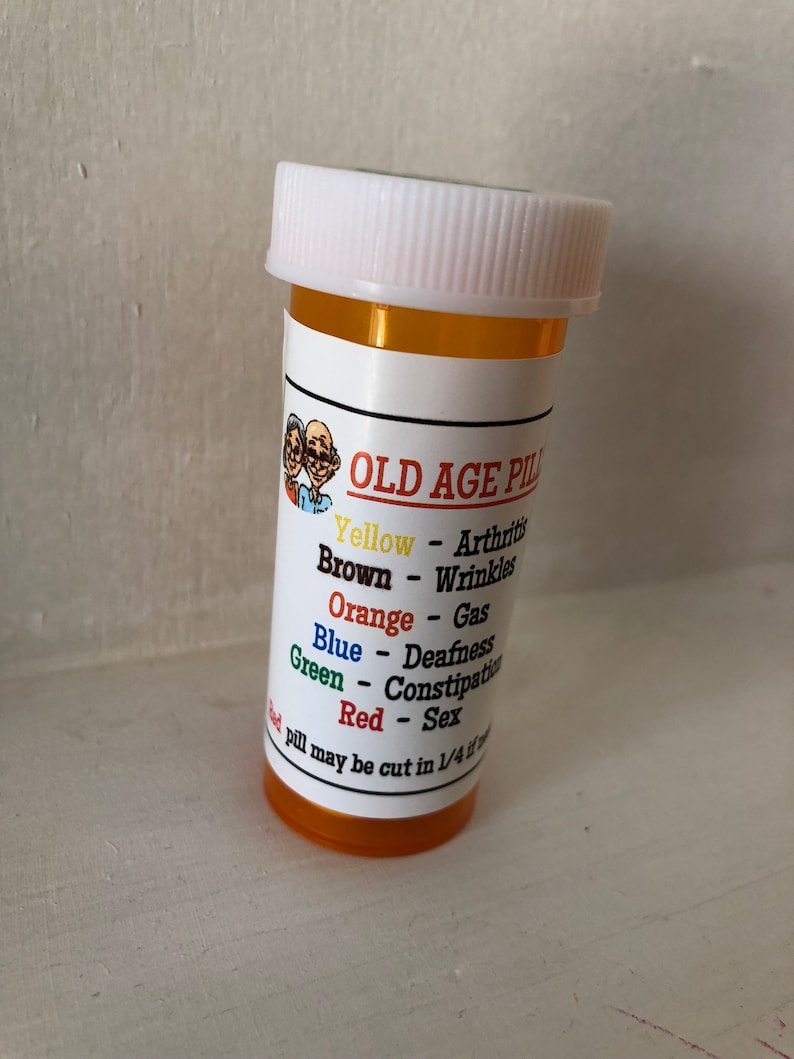 OLD AGE PILL
Yellow - Arthritis
Brown - Wrinkles
Orange - Gas
Blue - Deafness
Green - Constipation
Red - Sex
Red pill may be cut in 1/4 if